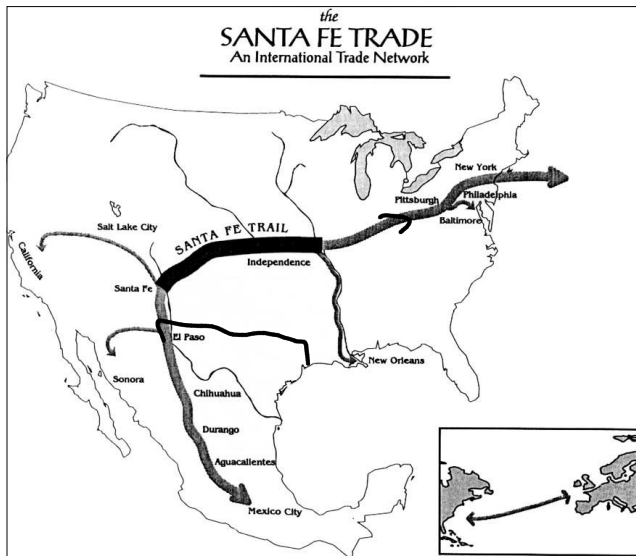 the
SANTA FE TRADE
An International Trade Network
New York
Pittsburgh
Philadelphia
Baltimore
Salt Lake City
SANTA FE TRAIL
California
Independence
Santa Fe
El Paso
New Orleans
Sonora
Chihuahua
Durango
Aguacalientes
Mexico City